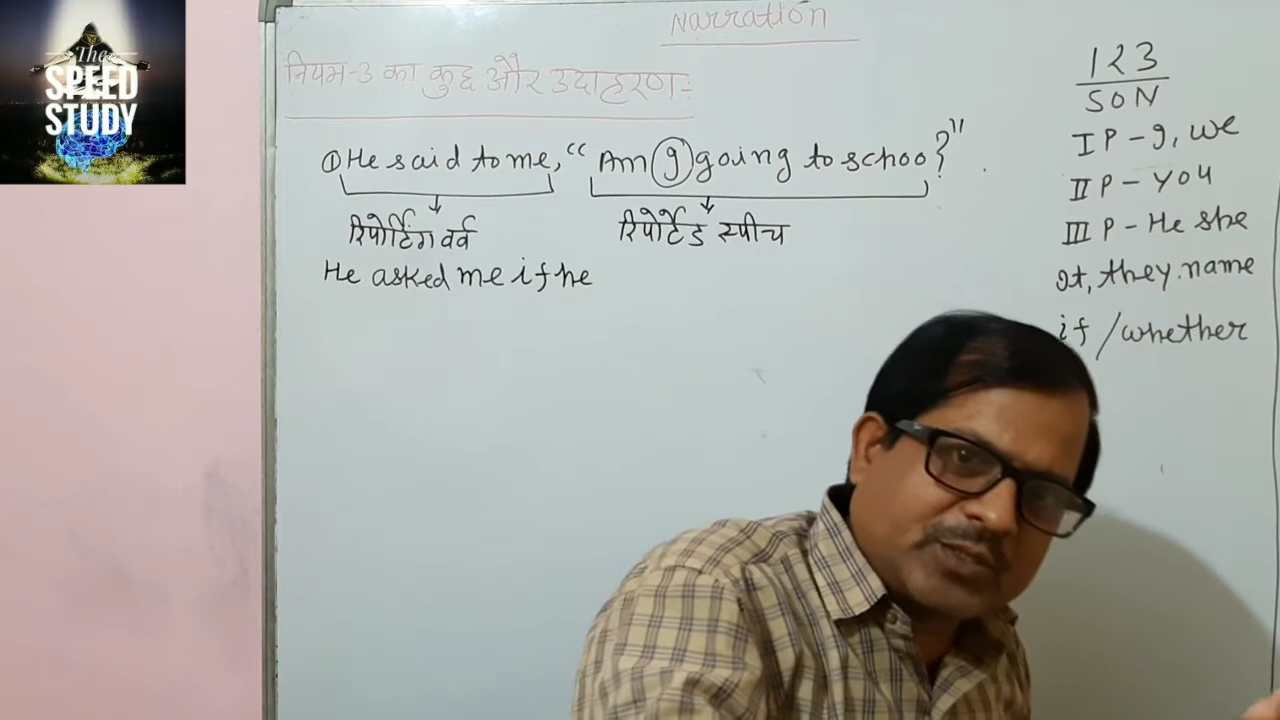 The
SPEED
STUDY
Narration
नियम-3 का कुछ और उदाहरण:
① He said to me, “Am I going to schoo?”
रिपोर्टिंग वर्व
रिपोर्टेड स्पीच
He asked me if he
123
SON
I P - I, we
II P - you
III P - He she
It, they. name
if / whether